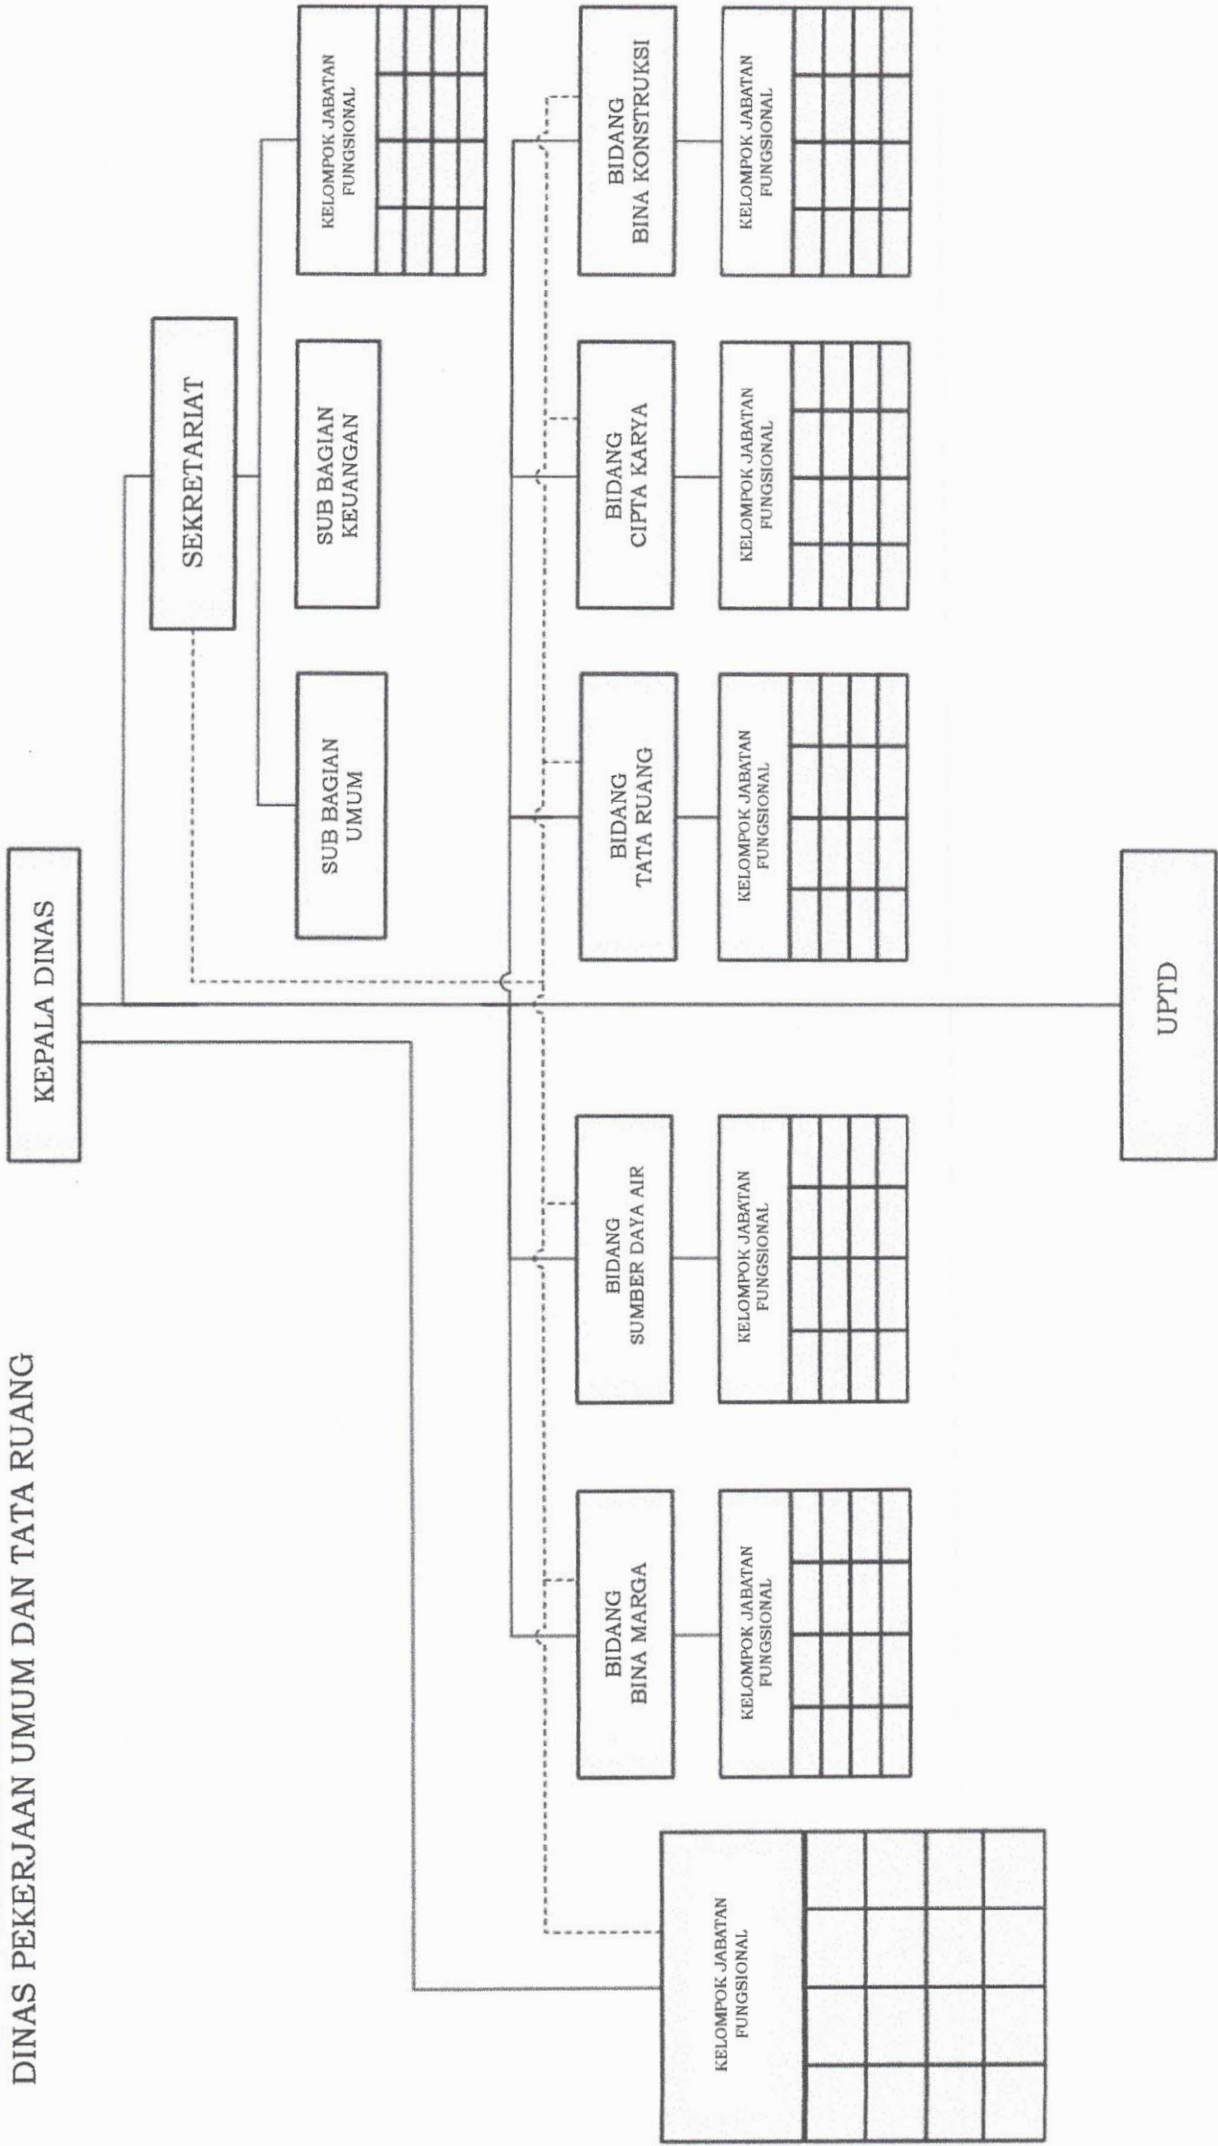 DINAS PEKERJAAN UMUM DAN TATA RUANG
KEPALA DINAS
SEKRETARIAT
SUB BAGIAN
UMUM
SUB BAGIAN
KEUANGAN
KELOMPOK JABATAN
FUNGSIONAL
BIDANG
BINA MARGA
BIDANG
SUMBER DAYA AIR
BIDANG
TATA RUANG
BIDANG
CIPTA KARYA
BIDANG
BINA KONSTRUKSI
KELOMPOK JABATAN
FUNGSIONAL
KELOMPOK JABATAN
FUNGSIONAL
KELOMPOK JABATAN
FUNGSIONAL
KELOMPOK JABATAN
FUNGSIONAL
KELOMPOK JABATAN
FUNGSIONAL
KELOMPOK JABATAN
FUNGSIONAL
UPTD